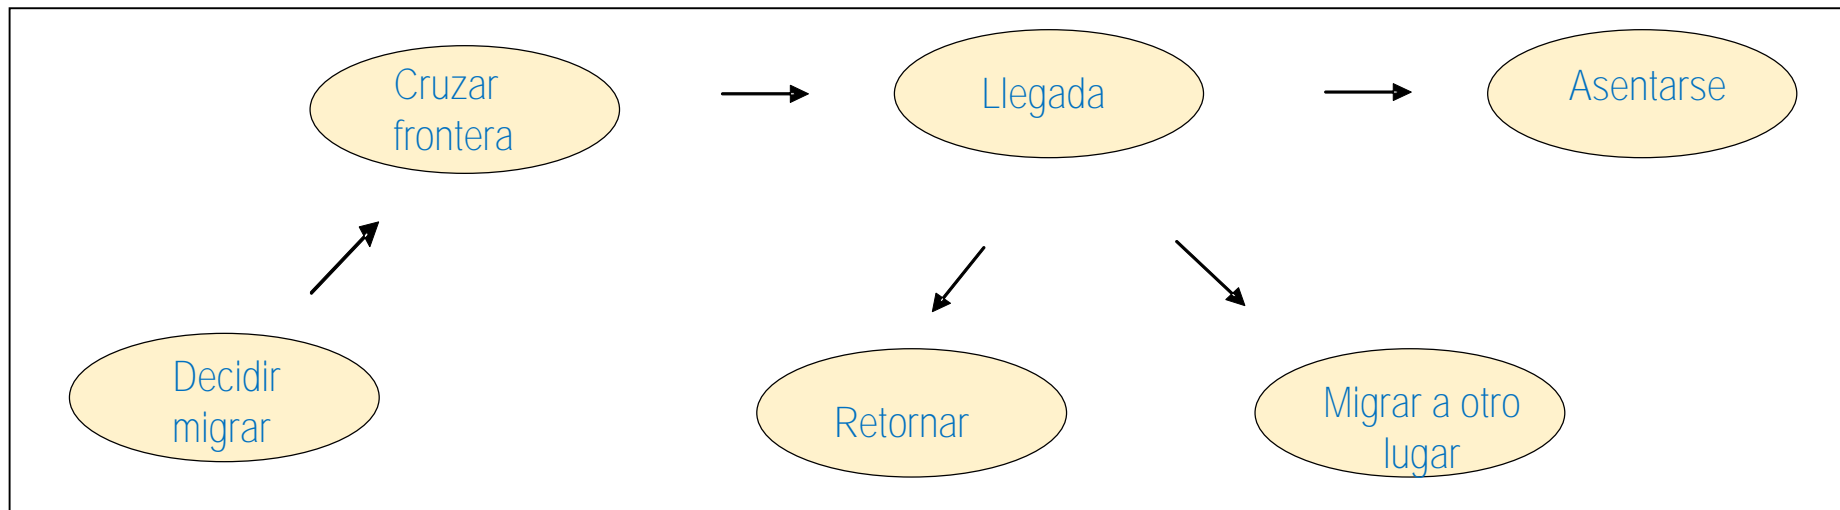 Cruzar
frontera
Llegada
Asentarse
Decidir
migrar
Retornar
Migrar a otro
lugar